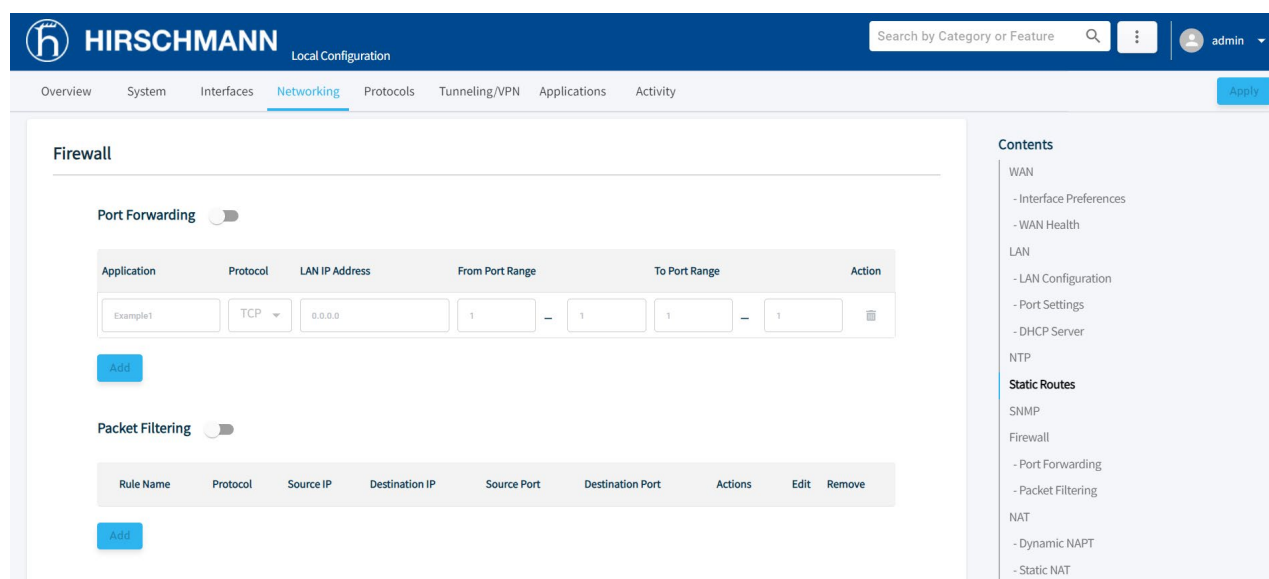 HIRSCHMANN
Local Configuration
Search by Category or Feature
admin
Overview System Interfaces Networking Protocols Tunneling/VPN Applications Activity
Apply
Firewall
Port Forwarding
Application Protocol LAN IP Address From Port Range To Port Range Action
Example1 TCP 0.0.0.0 1 – 1 1 – 1
Add
Packet Filtering
Rule Name Protocol Source IP Destination IP Source Port Destination Port Actions Edit Remove
Add
Contents
WAN
- Interface Preferences
- WAN Health
LAN
- LAN Configuration
- Port Settings
- DHCP Server
NTP
Static Routes
SNMP
Firewall
- Port Forwarding
- Packet Filtering
NAT
- Dynamic NAPT
- Static NAT